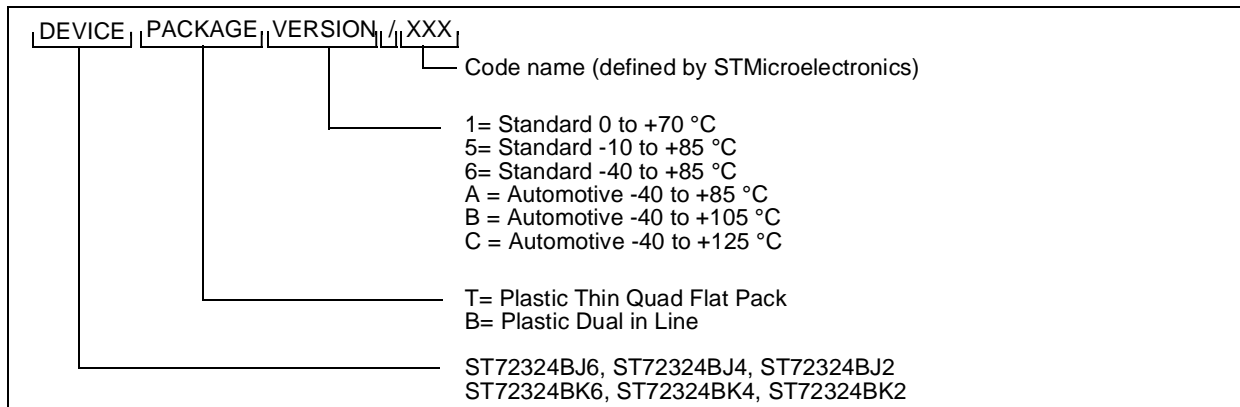 DEVICE PACKAGE VERSION / XXX
Code name (defined by STMicroelectronics)
1= Standard 0 to +70 °C
5= Standard -10 to +85 °C
6= Standard -40 to +85 °C
A = Automotive -40 to +85 °C
B = Automotive -40 to +105 °C
C = Automotive -40 to +125 °C
T= Plastic Thin Quad Flat Pack
B= Plastic Dual in Line
ST72324BJ6, ST72324BJ4, ST72324BJ2
ST72324BK6, ST72324BK4, ST72324BK2